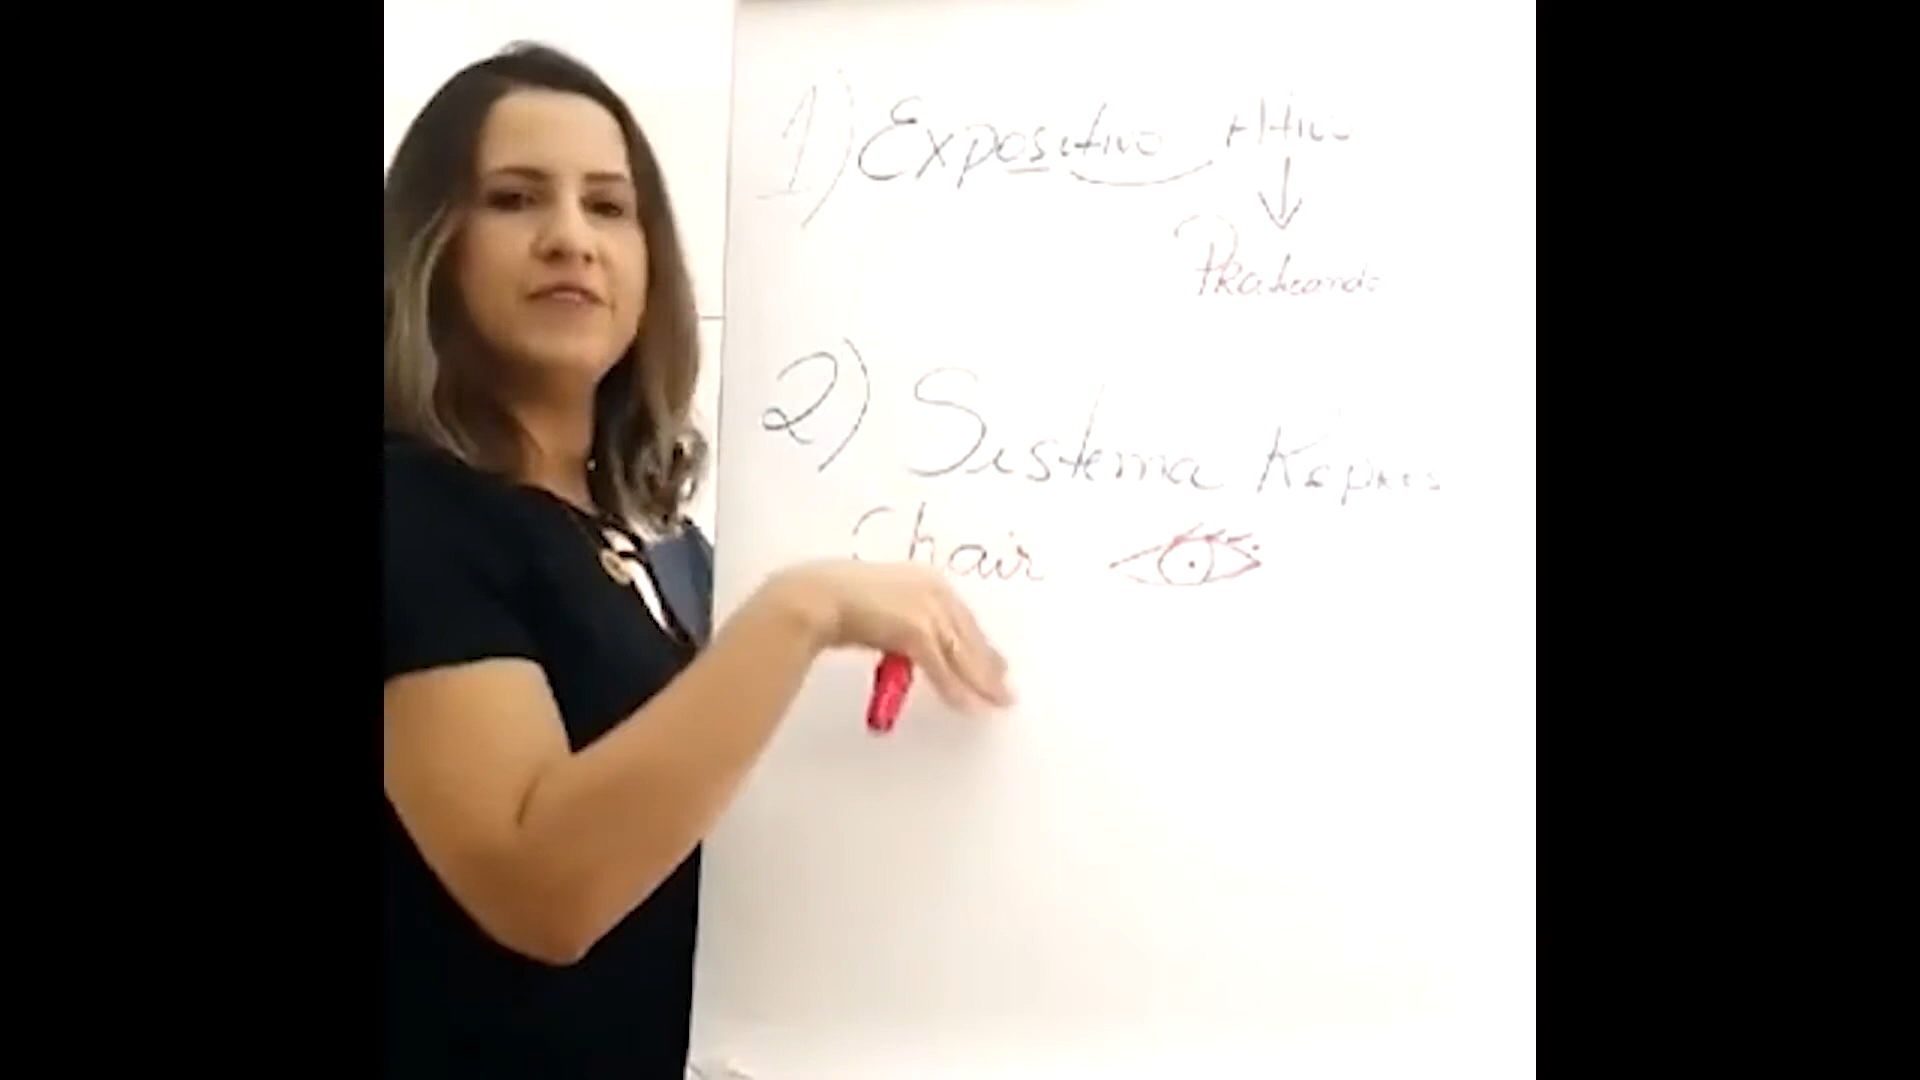 1) Expositivo Ativo
Praticando
2) Sistema
Chair